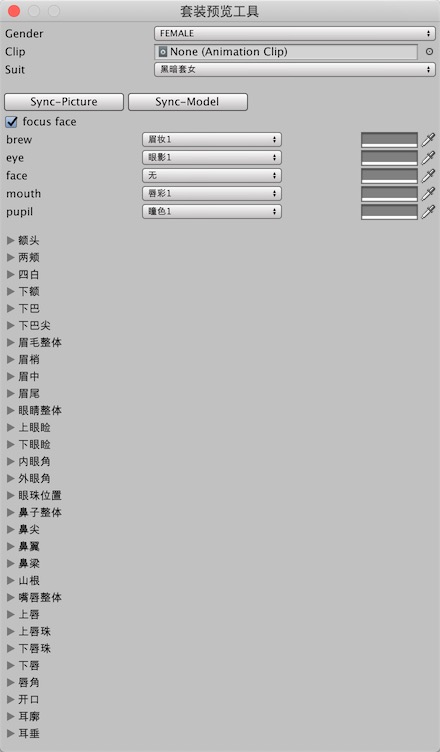 套装预览工具
Gender FEMALE
Clip None (Animation Clip)
Suit 黑暗套女
Sync-Picture Sync-Model
focus face
brew 眉妆1
eye 眼影1
face 无
mouth 唇彩1
pupil 瞳色1
额头
两颊
四白
下额
下巴
下巴尖
眉毛整体
眉梢
眉中
眉尾
眼睛整体
上眼睑
下眼睑
内眼角
外眼角
眼珠位置
鼻子整体
鼻尖
鼻翼
鼻梁
山根
嘴唇整体
上唇
上唇珠
下唇珠
下唇
唇角
开口
耳廓
耳垂